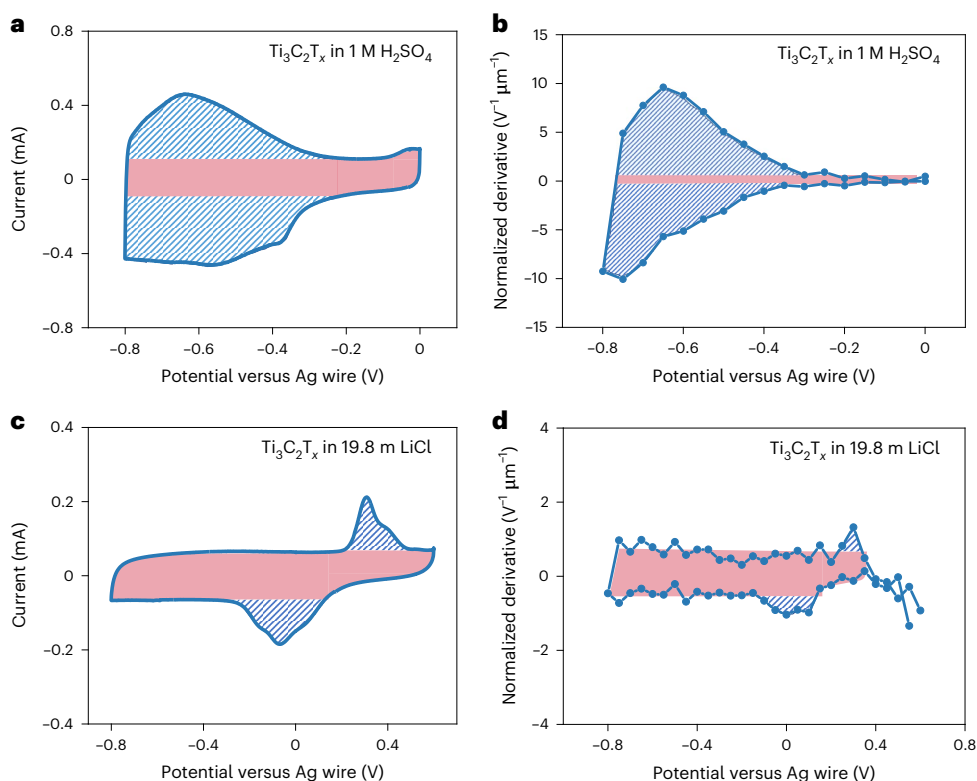 a
Ti₃C₂Tₓ in 1 M H₂SO₄
Current (mA)
0.8
0.4
0
−0.4
−0.8
−0.8 −0.6 −0.4 −0.2 0
Potential versus Ag wire (V)
b
Ti₃C₂Tₓ in 1 M H₂SO₄
Normalized derivative (V⁻¹ μm⁻¹)
15
10
5
0
−5
−10
−15
−0.8 −0.6 −0.4 −0.2 0
Potential versus Ag wire (V)
c
Ti₃C₂Tₓ in 19.8 m LiCl
Current (mA)
0.4
0.2
0
−0.2
−0.4
−0.8 −0.4 0 0.4
Potential versus Ag wire (V)
d
Ti₃C₂Tₓ in 19.8 m LiCl
Normalized derivative (V⁻¹ μm⁻¹)
4
2
0
−2
−4
−0.8 −0.4 0 0.4 0.8
Potential versus Ag wire (V)